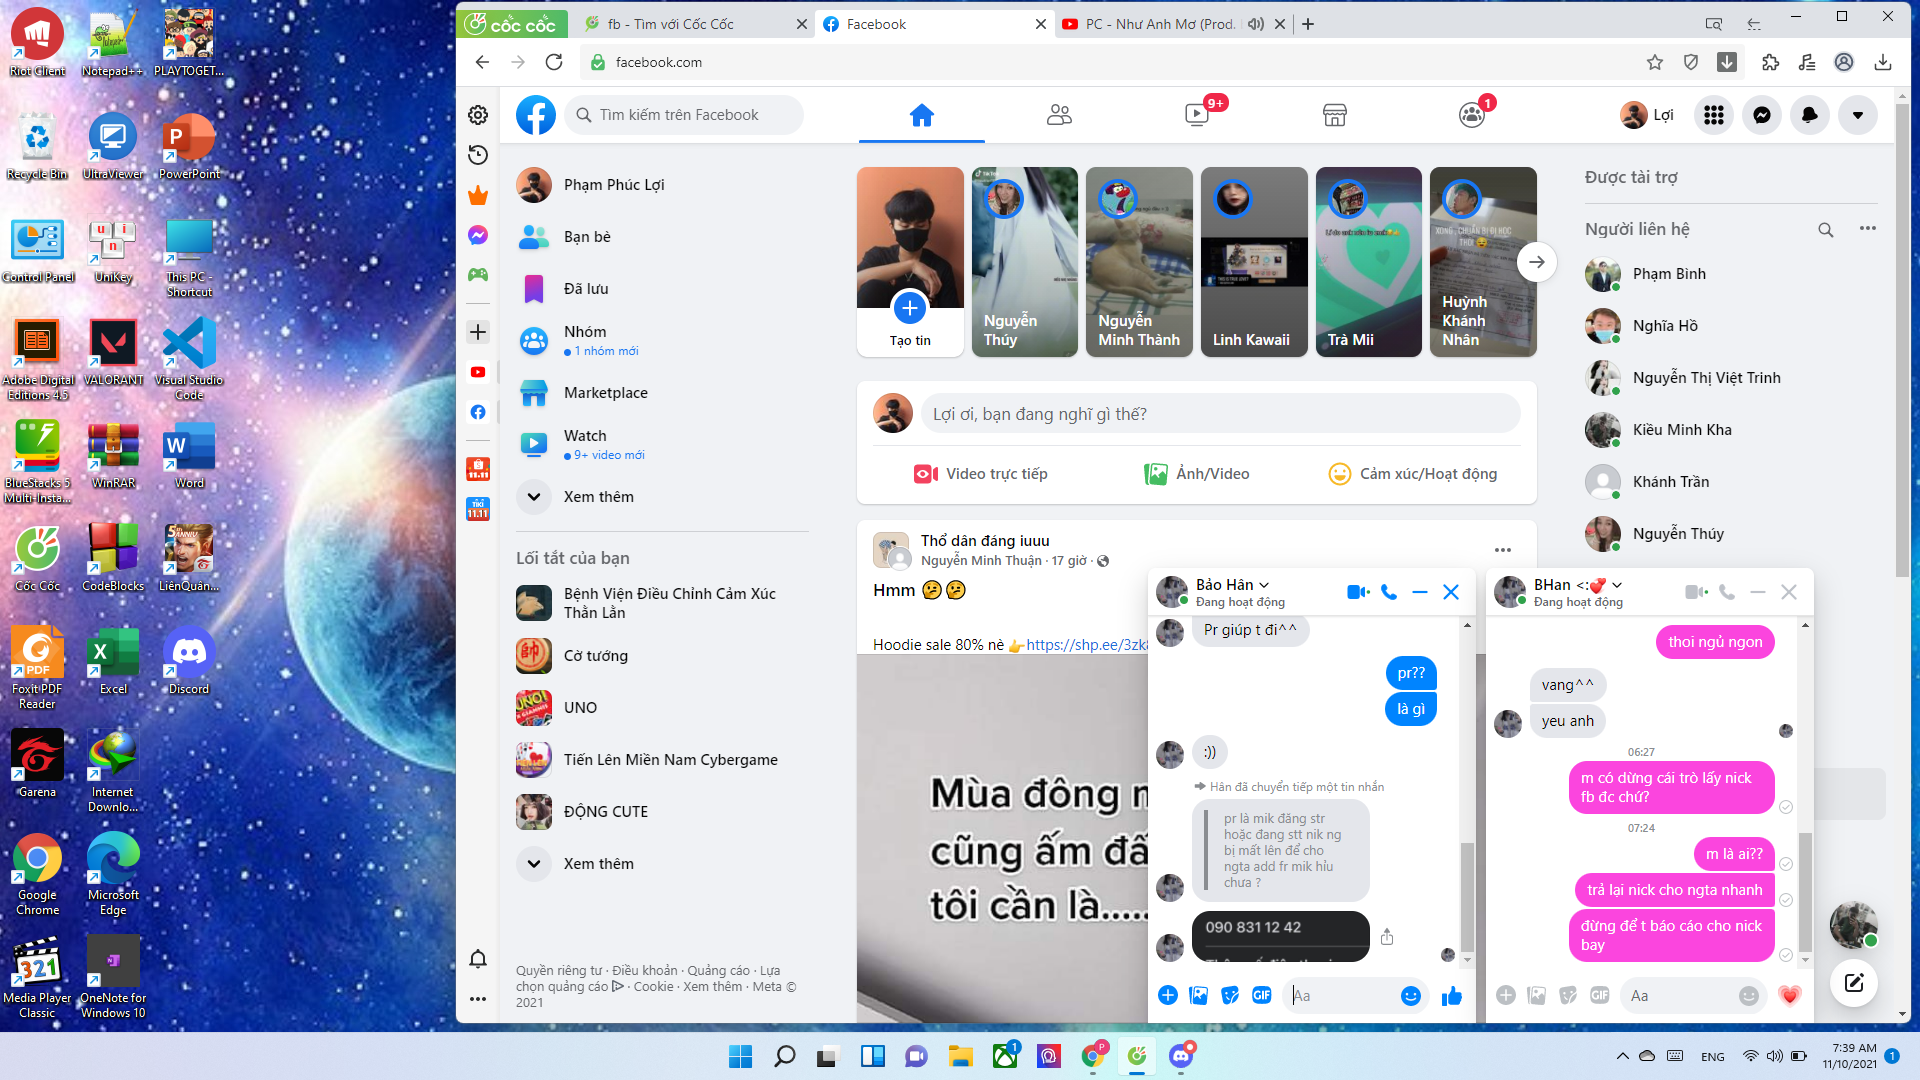 Riot Client
Notepad++
PLAYTOGET...
Recycle Bin
UltraViewer
PowerPoint
Control Panel
UniKey
This PC - Shortcut
Adobe Digital Editions 4.5
VALORANT
Visual Studio Code
BlueStacks 5 Multi-Insta...
WinRAR
Word
Cốc Cốc
CodeBlocks
LiênQuân...
Foxit PDF Reader
Excel
Discord
Garena
Internet Downlo...
Google Chrome
Microsoft Edge
Media Player Classic
OneNote for Windows 10
cốc cốc
fb - Tìm với Cốc Cốc
Facebook
PC - Như Anh Mơ (Prod.
facebook.com
Tìm kiếm trên Facebook
9+
1
Lợi
Phạm Phúc Lợi
Bạn bè
Đã lưu
Nhóm
1 nhóm mới
Marketplace
Watch
9+ video mới
Xem thêm
Lối tắt của bạn
Bệnh Viện Điều Chỉnh Cảm Xúc
Thằn Lằn
Cờ tướng
UNO
Tiến Lên Miền Nam Cybergame
ĐỘNG CUTE
Xem thêm
Quyền riêng tư · Điều khoản · Quảng cáo · Lựa
chọn quảng cáo · Cookie · Xem thêm · Meta ©
2021
Tạo tin
Nguyễn
Thúy
Nguyễn
Minh Thành
Linh Kawaii
Trà Mii
Huỳnh
Khánh
Nhân
Lợi ơi, bạn đang nghĩ gì thế?
Video trực tiếp
Ảnh/Video
Cảm xúc/Hoạt động
Thổ dân đáng iuuu
Nguyễn Minh Thuận · 17 giờ ·
Hmm 🤔🤔
Hoodie sale 80% nè 👉https://shp.ee/3zk
Mùa đông
cũng ấm
tôi cần là.....
Được tài trợ
Người liên hệ
Phạm Bình
Nghĩa Hồ
Nguyễn Thị Việt Trinh
Kiều Minh Kha
Khánh Trần
Nguyễn Thúy
Bảo Hân
Đang hoạt động
Pr giúp t đi^^
pr??
là gì
:))
Hân đã chuyển tiếp một tin nhắn
pr là mik đăng str
hoặc đang stt nik ng
bị mất lên để cho
ngta add fr mik hỉu
chưa ?
090 831 12 42
GIF
Aa
BHan <:💕
Đang hoạt động
thoi ngủ ngon
vang^^
yeu anh
06:27
m có dừng cái trò lấy nick
fb đc chứ?
07:24
m là ai??
trả lại nick cho ngta nhanh
đừng để t báo cáo cho nick
bay
GIF
Aa
ENG
7:39 AM
11/10/2021
1